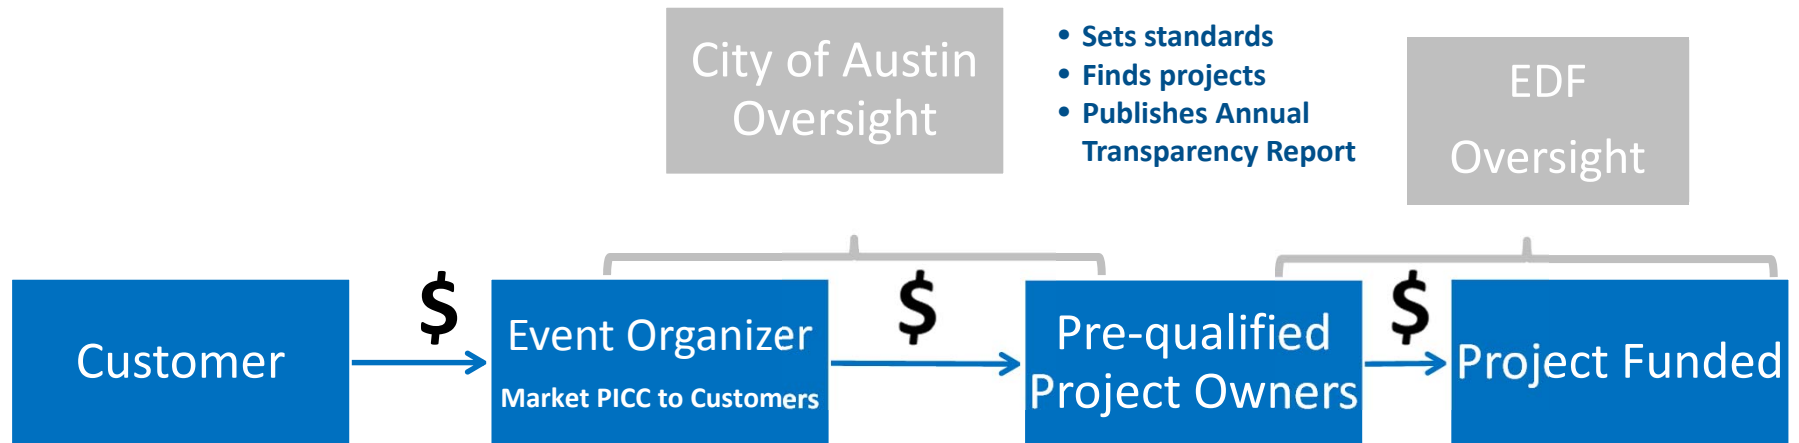 City of Austin
Oversight
• Sets standards
• Finds projects
• Publishes Annual
Transparency Report
EDF
Oversight
Customer
$
Event Organizer
Market PICC to Customers
$
Pre-qualified
Project Owners
$
Project Funded